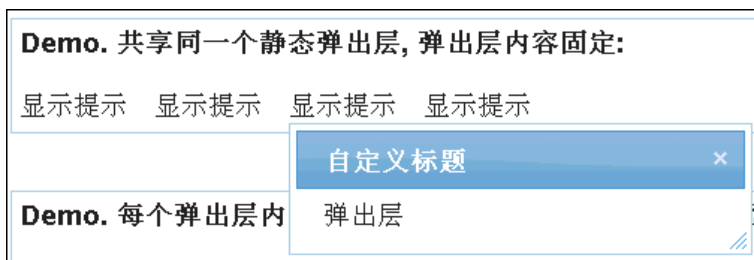 Demo. 共享同一个静态弹出层, 弹出层内容固定:
显示提示 显示提示 显示提示 显示提示
自定义标题 ×
Demo. 每个弹出层内
弹出层